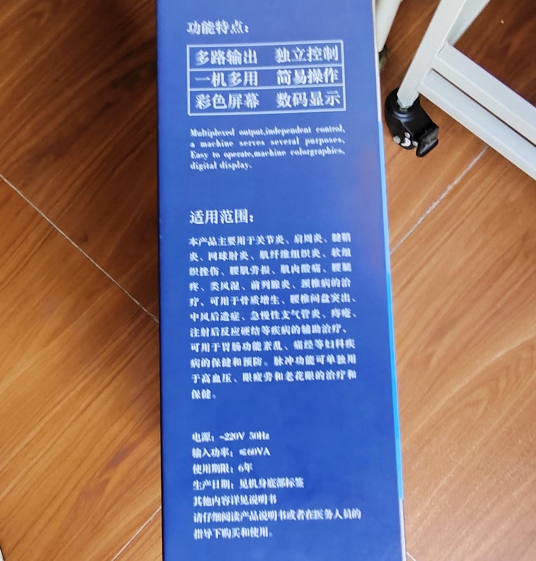 功能特点：
多路输出 独立控制
一机多用 简易操作
彩色屏幕 数码显示
Multiplexed output,independent control,
a machine serves several purposes,
Easy to operate,machine colorgraphics,
digital display.
适用范围：
本产品主要用于关节炎、肩周炎、腱鞘
炎、网球肘炎、肌纤维组织炎、软组
织挫伤、腰肌劳损、肌肉酸痛、腰腿
疼、类风湿、前列腺炎、颈椎病的治
疗，可用于骨质增生、腰椎间盘突出、
中风后遗症、急慢性支气管炎、疼痛、
注射后反应硬结等疾病的辅助治疗，
可用于胃肠功能紊乱、痛经等妇科疾
病的保健和预防。脉冲功能可单独用
于高血压、眼疲劳和老花眼的治疗和
保健。
电源：~220V 50Hz
输入功率：≤60VA
使用期限：6年
生产日期：见机身底部标签
其他内容详见说明书
请仔细阅读产品说明书或者在医务人员的
指导下购买和使用。